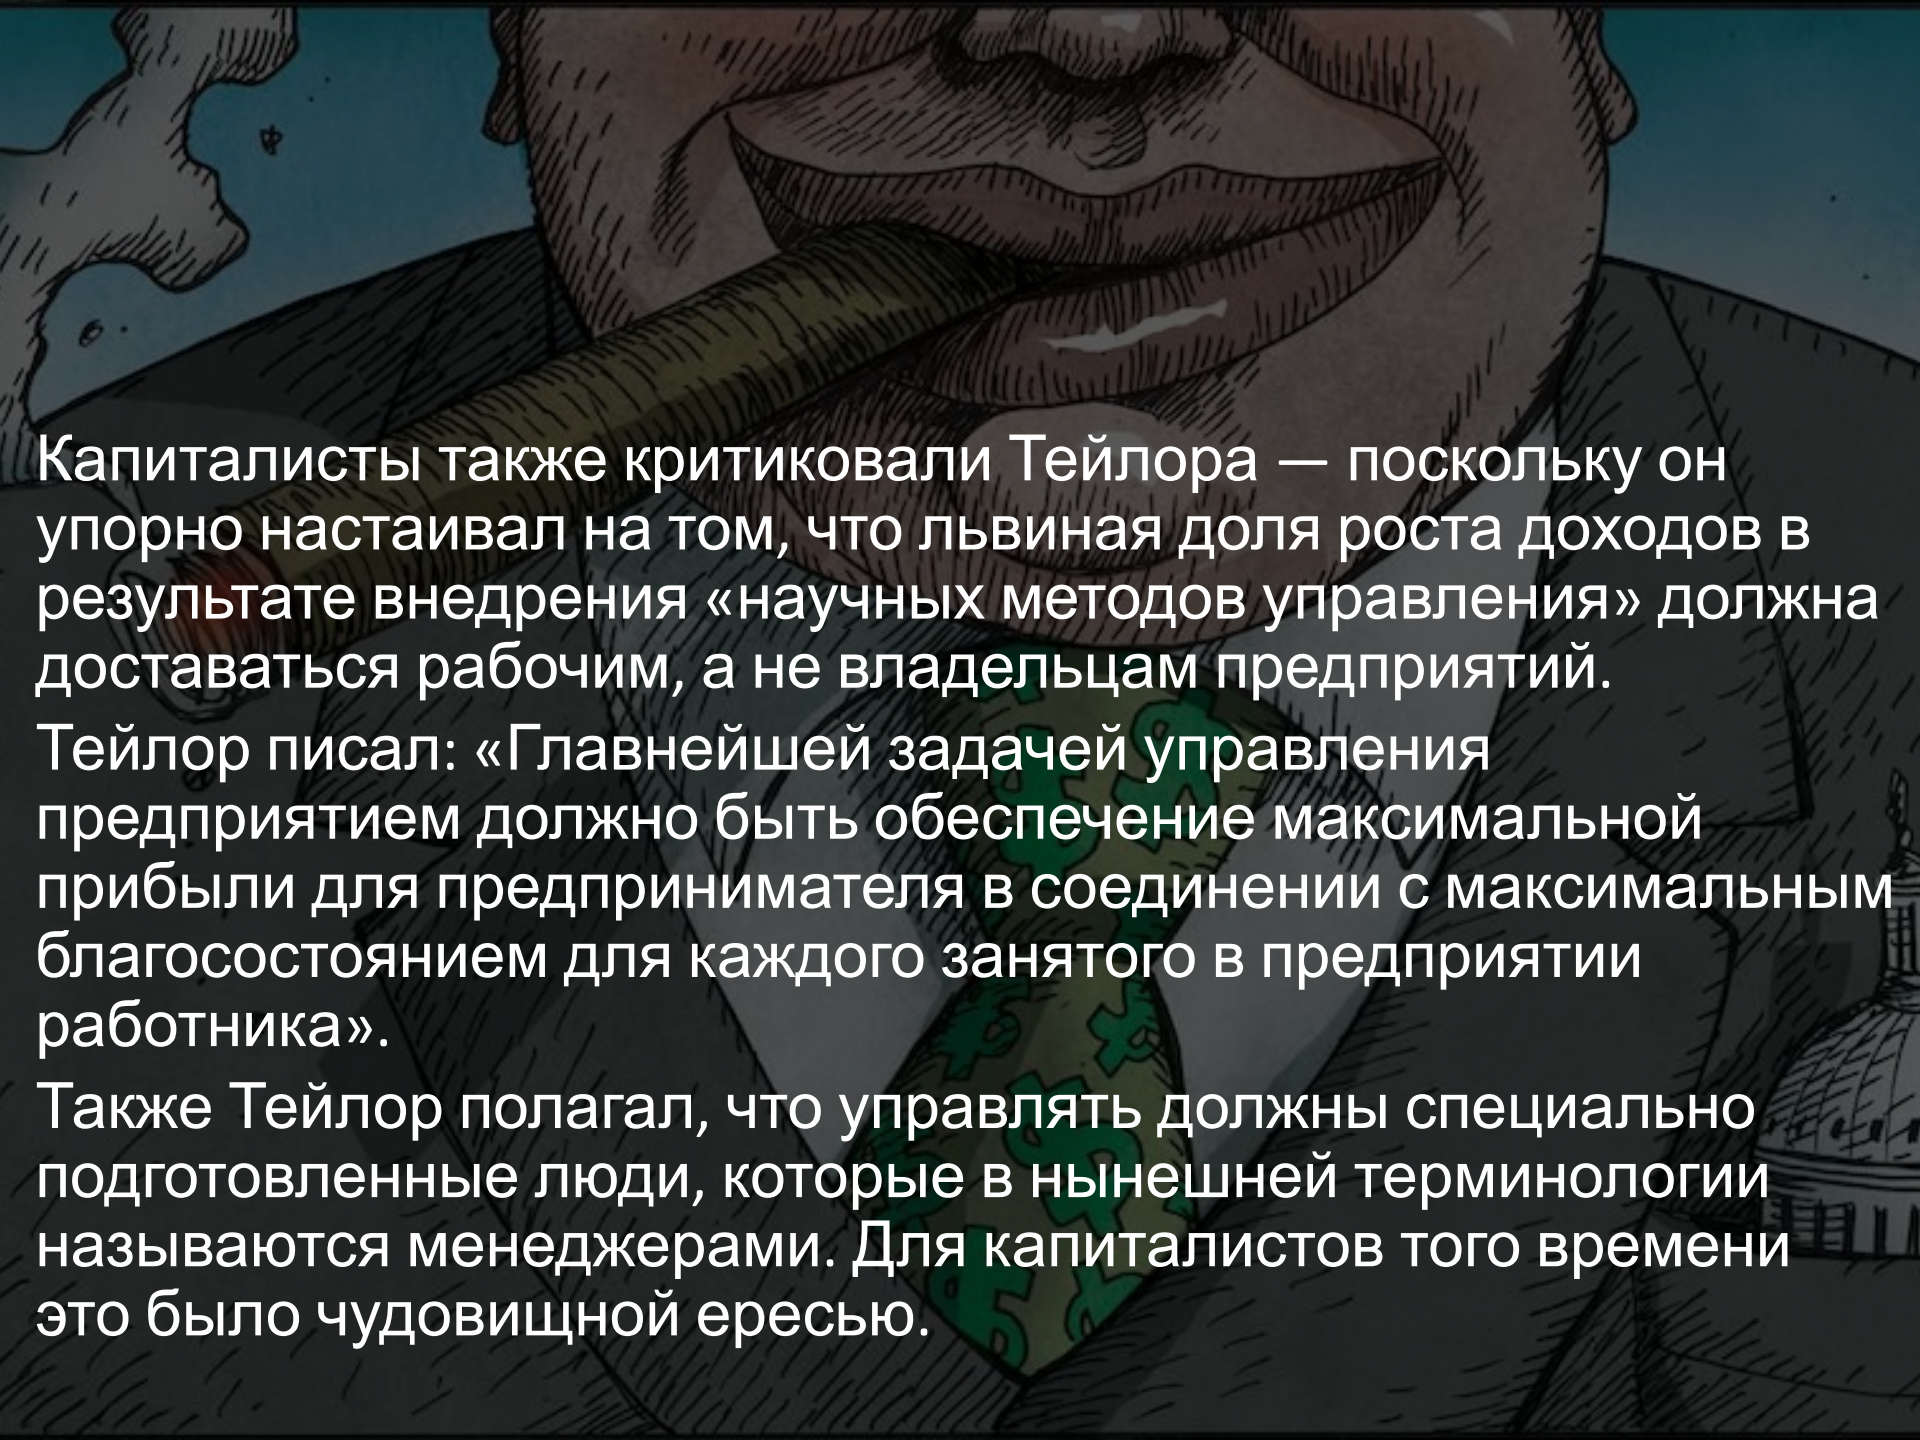 Капиталисты также критиковали Тейлора — поскольку он
упорно настаивал на том, что львиная доля роста доходов в
результате внедрения «научных методов управления» должна
доставаться рабочим, а не владельцам предприятий.
Тейлор писал: «Главнейшей задачей управления
предприятием должно быть обеспечение максимальной
прибыли для предпринимателя в соединении с максимальным
благосостоянием для каждого занятого в предприятии
работника».
Также Тейлор полагал, что управлять должны специально
подготовленные люди, которые в нынешней терминологии
называются менеджерами. Для капиталистов того времени
это было чудовищной ересью.